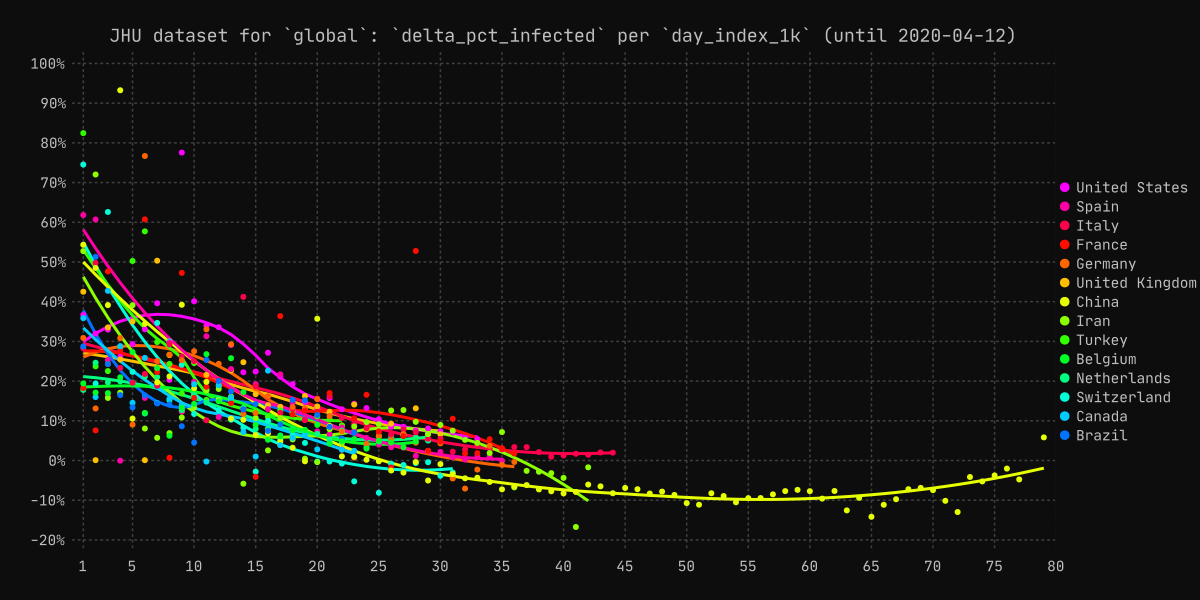 JHU dataset for `global`: `delta_pct_infected` per `day_index_1k` (until 2020-04-12)
100%
90%
80%
70%
60%
50%
40%
30%
20%
10%
0%
-10%
-20%
1 5 10 15 20 25 30 35 40 45 50 55 60 65 70 75 80
United States
Spain
Italy
France
Germany
United Kingdom
China
Iran
Turkey
Belgium
Netherlands
Switzerland
Canada
Brazil